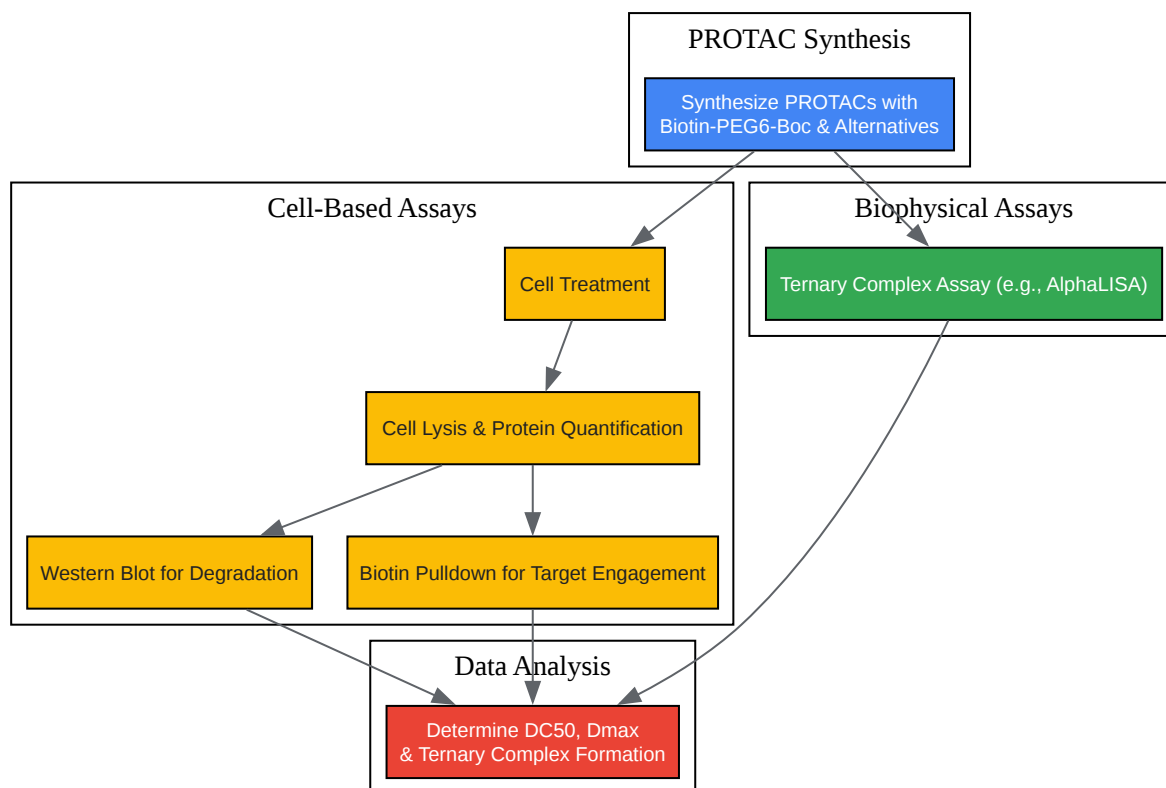 PROTAC Synthesis
Synthesize PROTACs with
Biotin-PEG6-Boc & Alternatives
Cell-Based Assays
Biophysical Assays
Cell Treatment
Ternary Complex Assay (e.g., AlphaLISA)
Cell Lysis & Protein Quantification
Western Blot for Degradation
Biotin Pulldown for Target Engagement
Data Analysis
Determine DC50, Dmax
& Ternary Complex Formation